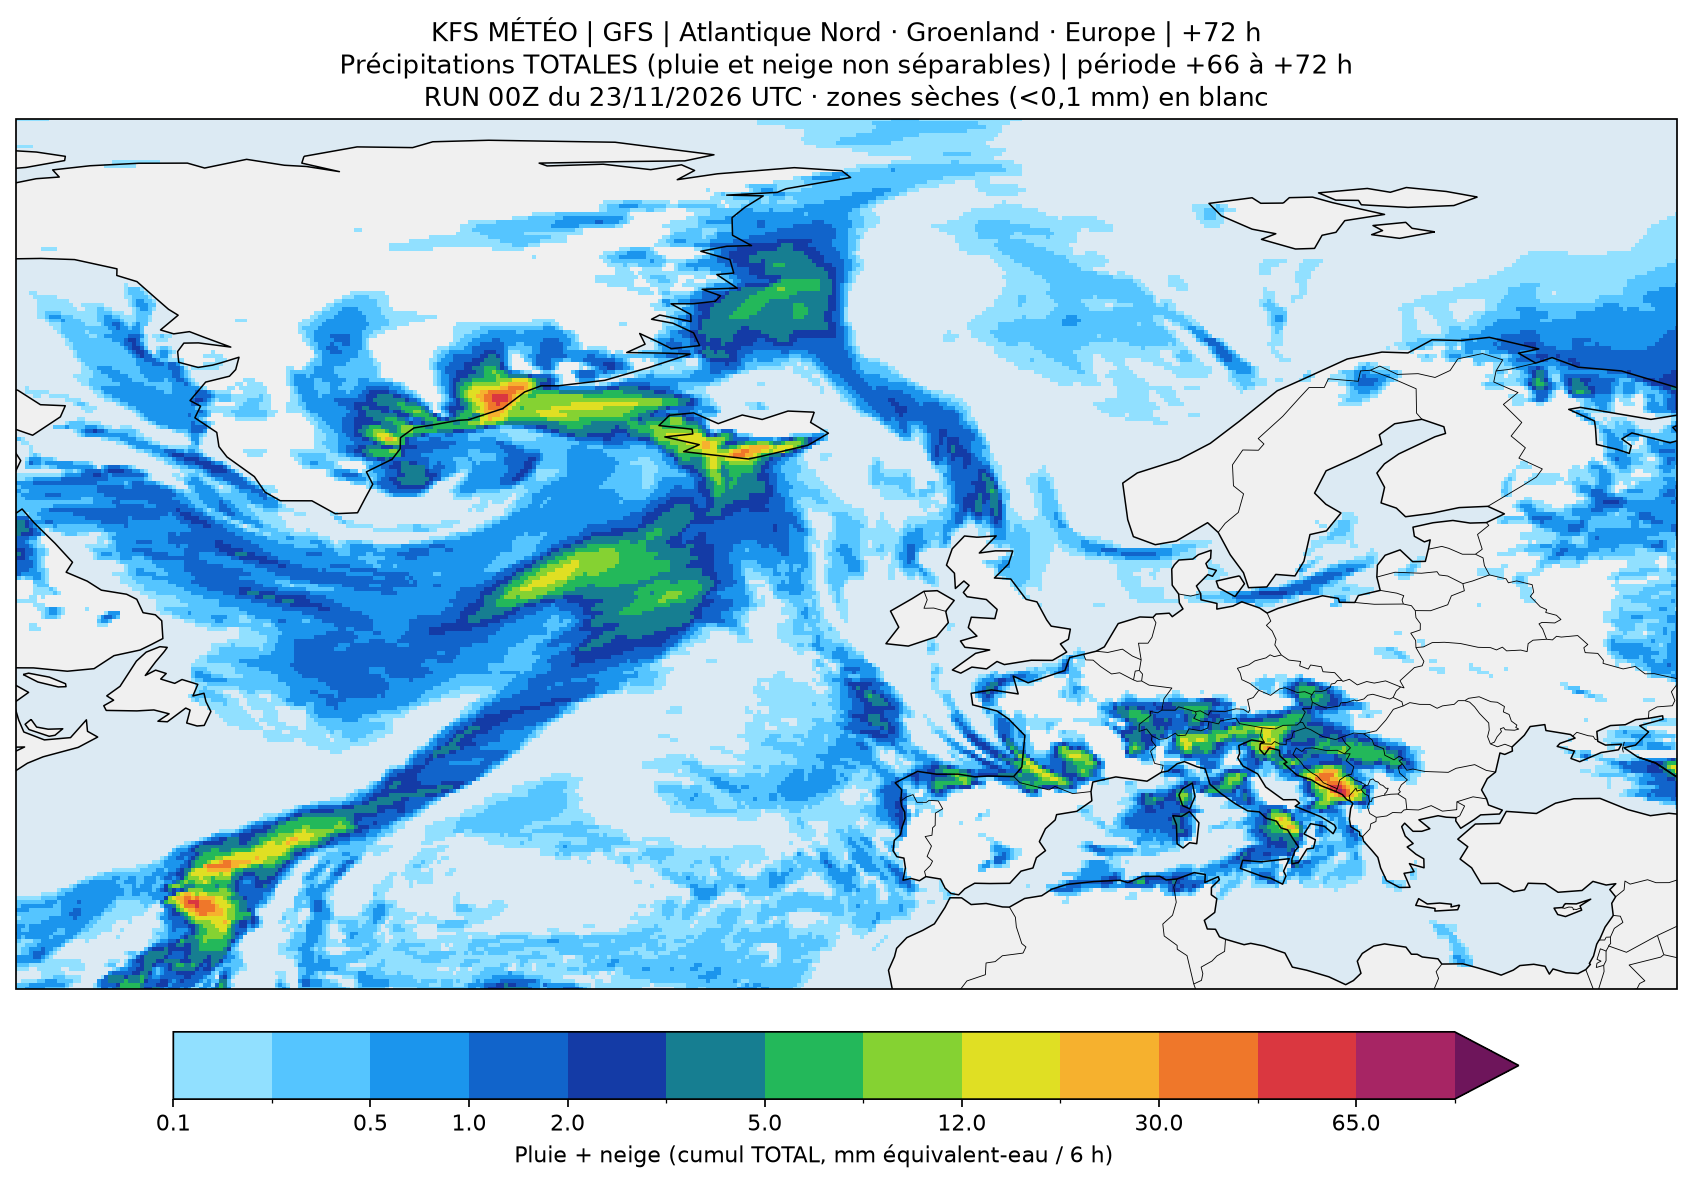 KFS MÉTÉO | GFS | Atlantique Nord · Groenland · Europe | +72 h
Précipitations TOTALES (pluie et neige non séparables) | période +66 à +72 h
RUN 00Z du 23/11/2026 UTC · zones sèches (<0,1 mm) en blanc
0.1 0.5 1.0 2.0 5.0 12.0 30.0 65.0
Pluie + neige (cumul TOTAL, mm équivalent-eau / 6 h)